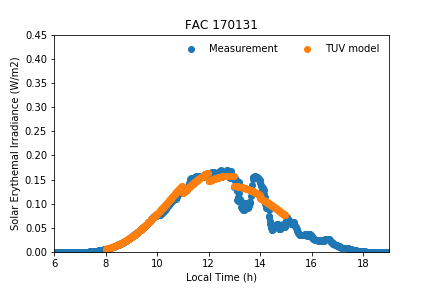 FAC 170131
Measurement
TUV model
Solar Erythemal Irradiance (W/m2)
0.45
0.40
0.35
0.30
0.25
0.20
0.15
0.10
0.05
0.00
6 8 10 12 14 16 18
Local Time (h)